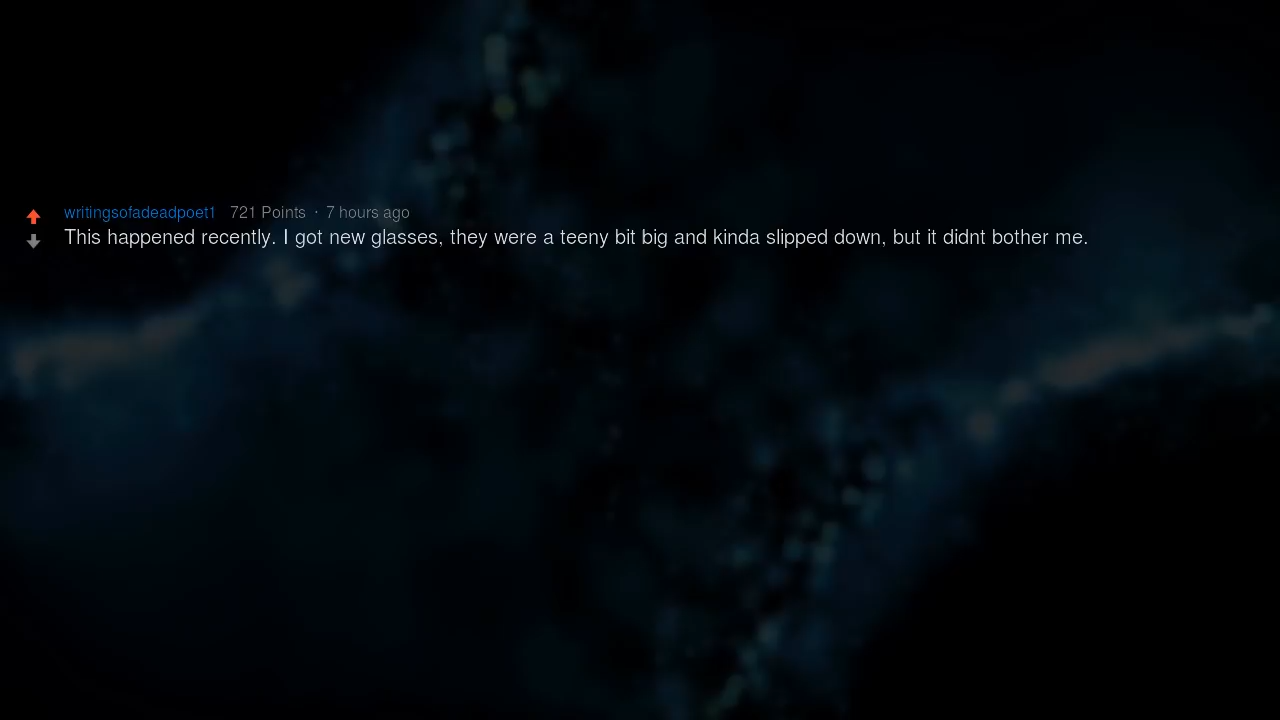 writingsofadeadpoet1 721 Points · 7 hours ago
This happened recently. I got new glasses, they were a teeny bit big and kinda slipped down, but it didnt bother me.